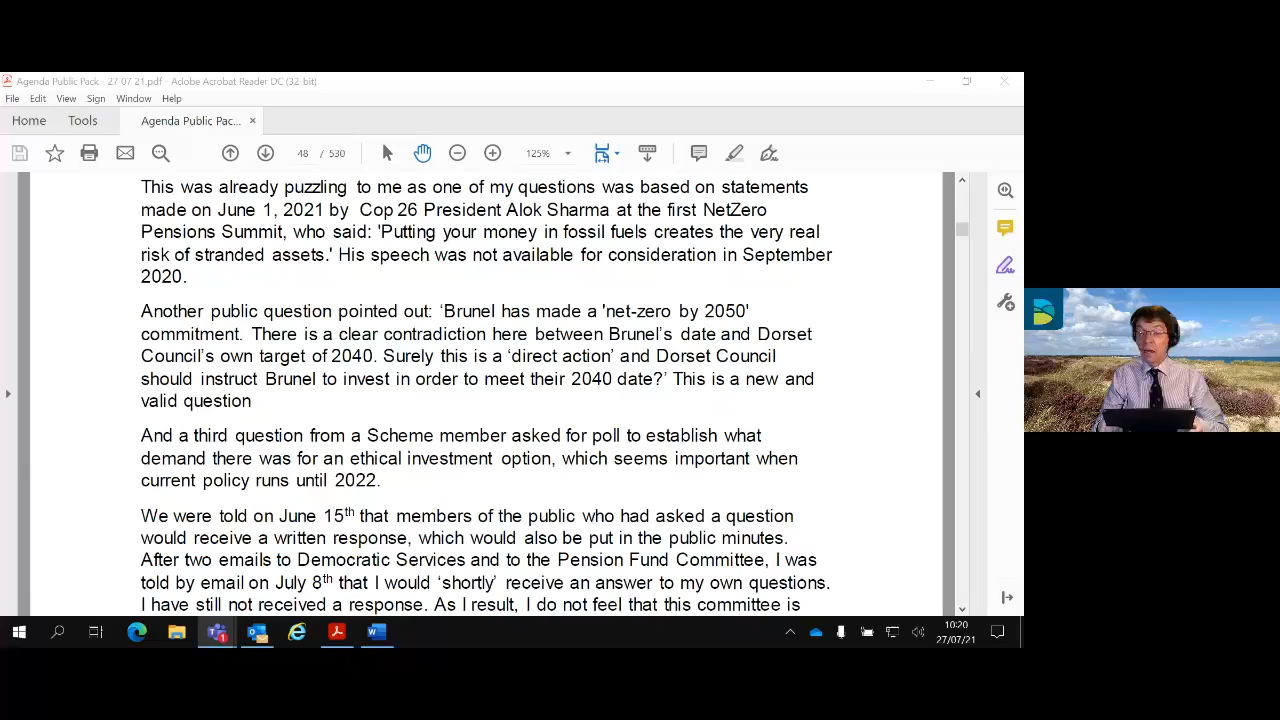 Agenda Public Pack - 27 07 21.pdf - Adobe Acrobat Reader DC (32-bit)
File Edit View Sign Window Help
Home Tools Agenda Public Pac... ×
48 / 530 125%
This was already puzzling to me as one of my questions was based on statements
made on June 1, 2021 by Cop 26 President Alok Sharma at the first NetZero
Pensions Summit, who said: 'Putting your money in fossil fuels creates the very real
risk of stranded assets.' His speech was not available for consideration in September
2020.
Another public question pointed out: ‘Brunel has made a 'net-zero by 2050'
commitment. There is a clear contradiction here between Brunel’s date and Dorset
Council’s own target of 2040. Surely this is a ‘direct action’ and Dorset Council
should instruct Brunel to invest in order to meet their 2040 date?’ This is a new and
valid question
And a third question from a Scheme member asked for poll to establish what
demand there was for an ethical investment option, which seems important when
current policy runs until 2022.
We were told on June 15th that members of the public who had asked a question
would receive a written response, which would also be put in the public minutes.
After two emails to Democratic Services and to the Pension Fund Committee, I was
told by email on July 8th that I would ‘shortly’ receive an answer to my own questions.
I have still not received a response. As I result, I do not feel that this committee is
10:20
27/07/21